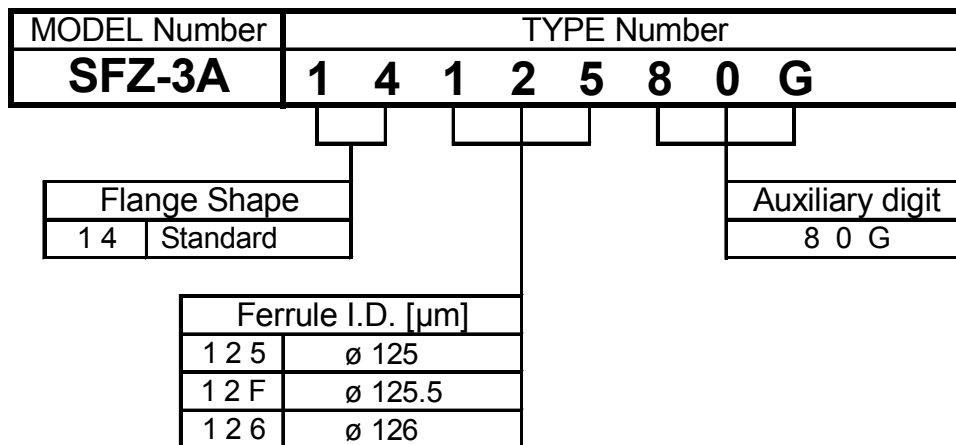 MODEL Number TYPE Number
SFZ-3A 1 4 1 2 5 8 0 G
Flange Shape Auxiliary digit
1 4 Standard 8 0 G
Ferrule I.D. [μm]
1 2 5 ø 125
1 2 F ø 125.5
1 2 6 ø 126